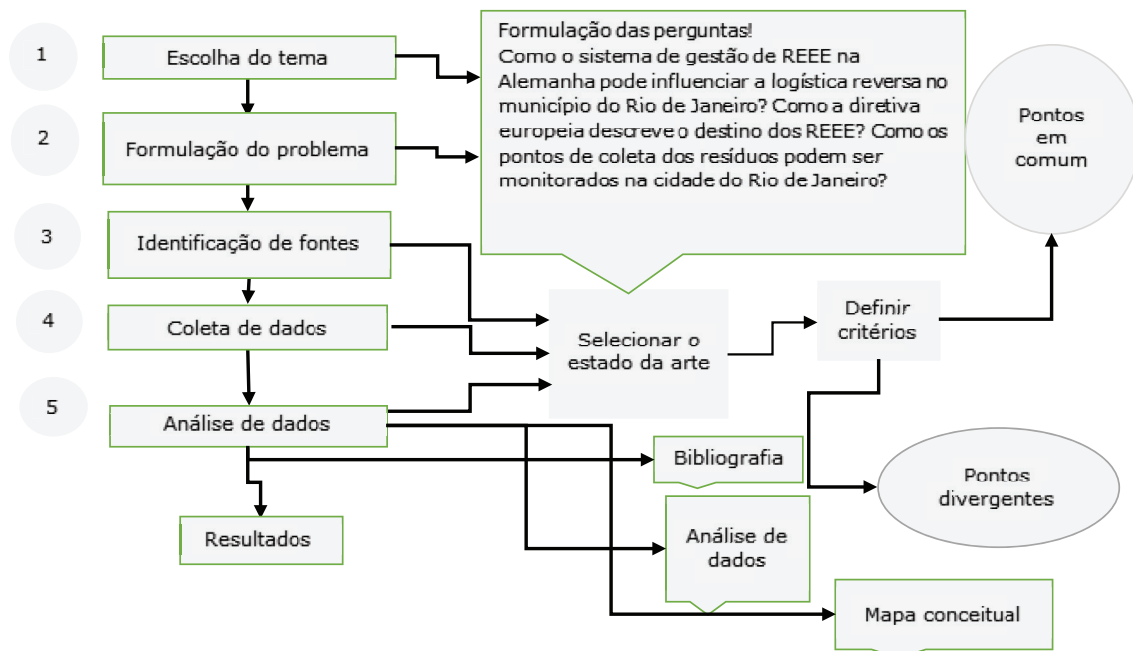 1
Escolha do tema
2
Formulação do problema
3
Identificação de fontes
4
Coleta de dados
5
Análise de dados
Resultados
Formulação das perguntas!
Como o sistema de gestão de REEE na
Alemanha pode influenciar a logística reversa no
município do Rio de Janeiro? Como a diretiva
europeia descreve o destino dos REEE? Como os
pontos de coleta dos resíduos podem ser
monitorados na cidade do Rio de Janeiro?
Selecionar o
estado da arte
Definir
critérios
Pontos
em
comum
Pontos
divergentes
Bibliografia
Análise de
dados
Mapa conceitual